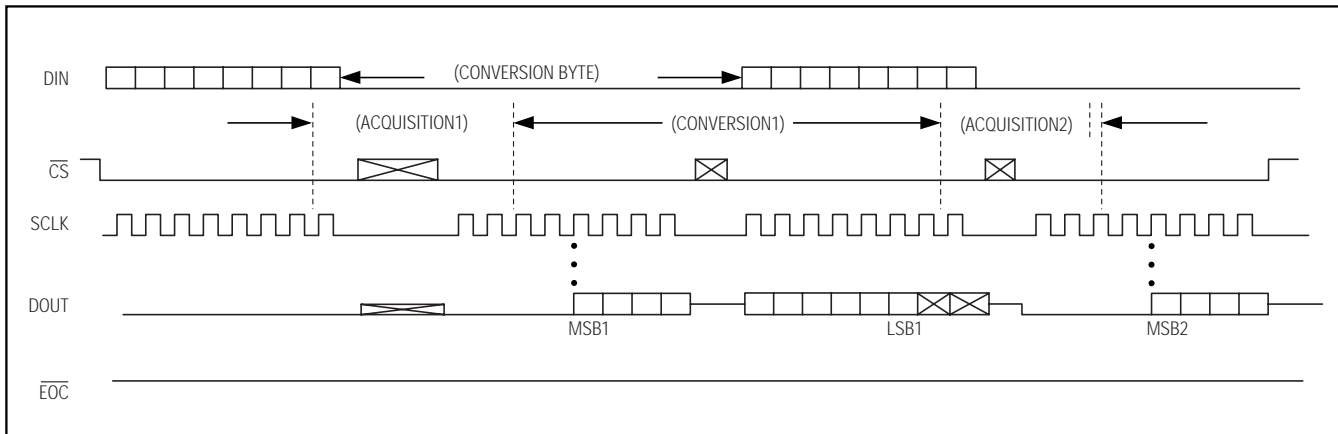 DIN
(CONVERSION BYTE)
(ACQUISITION1)
(CONVERSION1)
(ACQUISITION2)
CS
SCLK
DOUT
MSB1
LSB1
MSB2
EOC